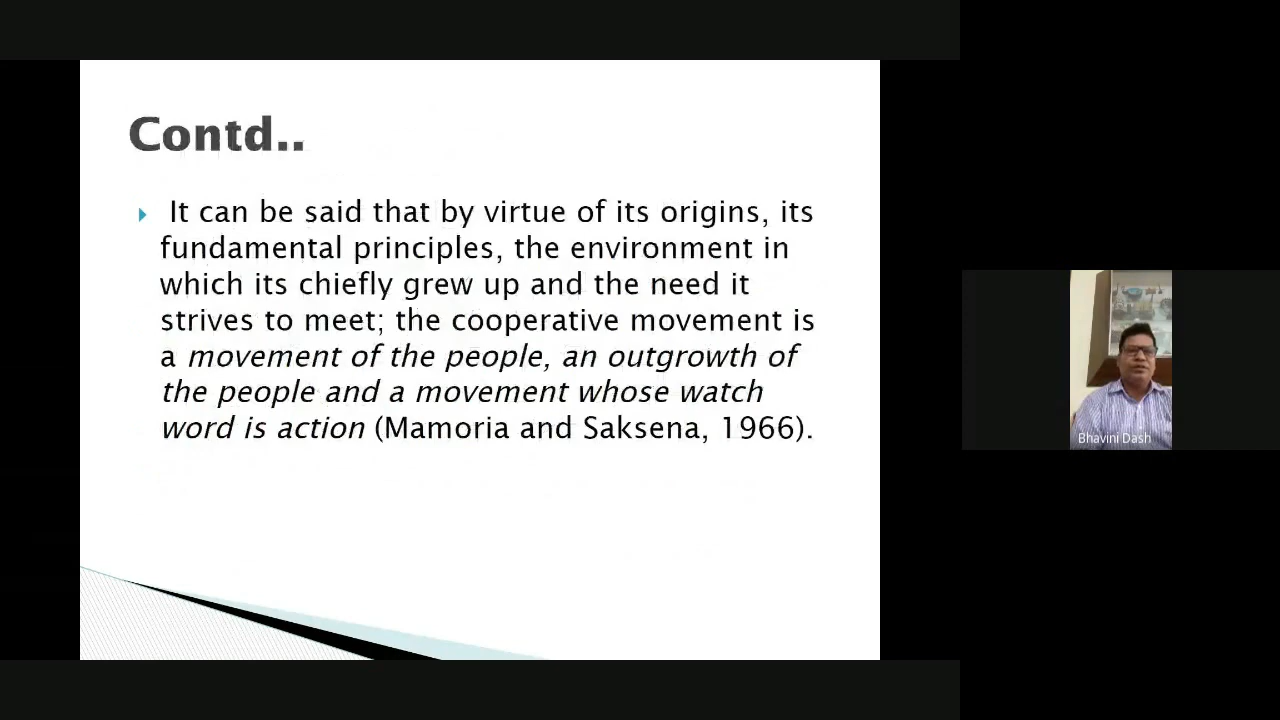 Contd..
It can be said that by virtue of its origins, its
fundamental principles, the environment in
which its chiefly grew up and the need it
strives to meet; the cooperative movement is
a movement of the people, an outgrowth of
the people and a movement whose watch
word is action (Mamoria and Saksena, 1966).
Bhavini Dash